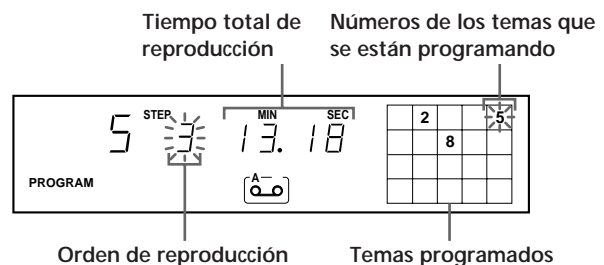 Tiempo total de reproducción
Números de los temas que se están programando
STEP MIN SEC
5 3 13. 18
2 5
8
PROGRAM
A
Orden de reproducción
Temas programados